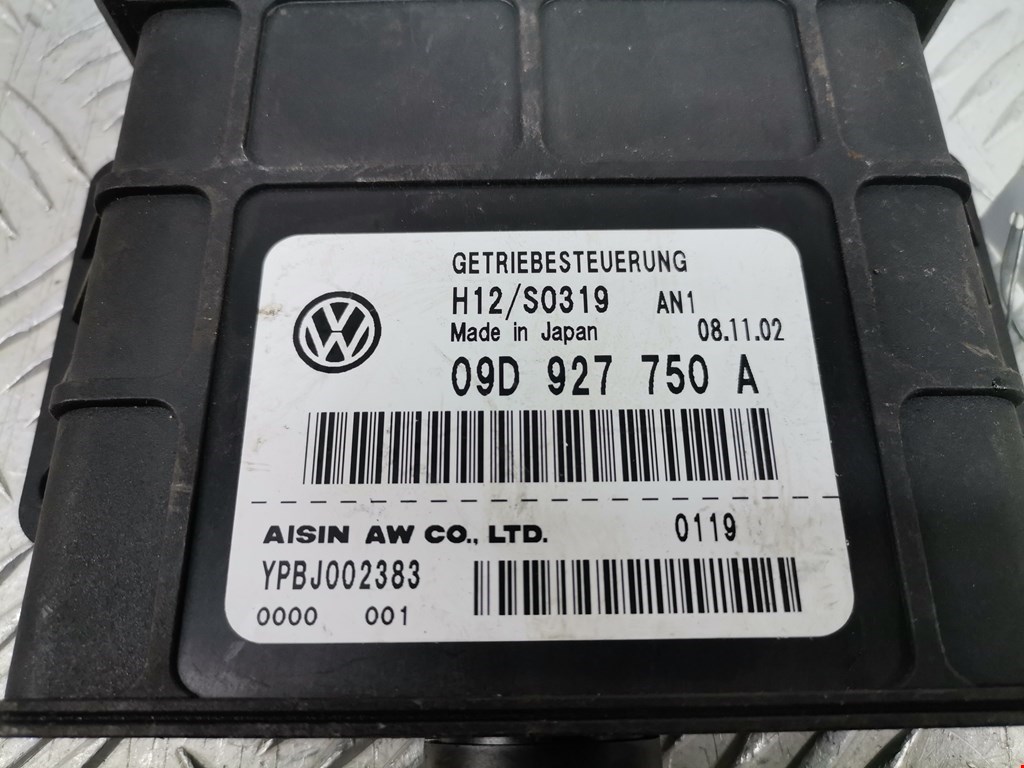 GETRIEBESTEUERUNG
H12/S0319 AN1
Made in Japan 08.11.02
09D 927 750 A
AISIN AW CO., LTD. 0119
YPBJ002383
0000 001